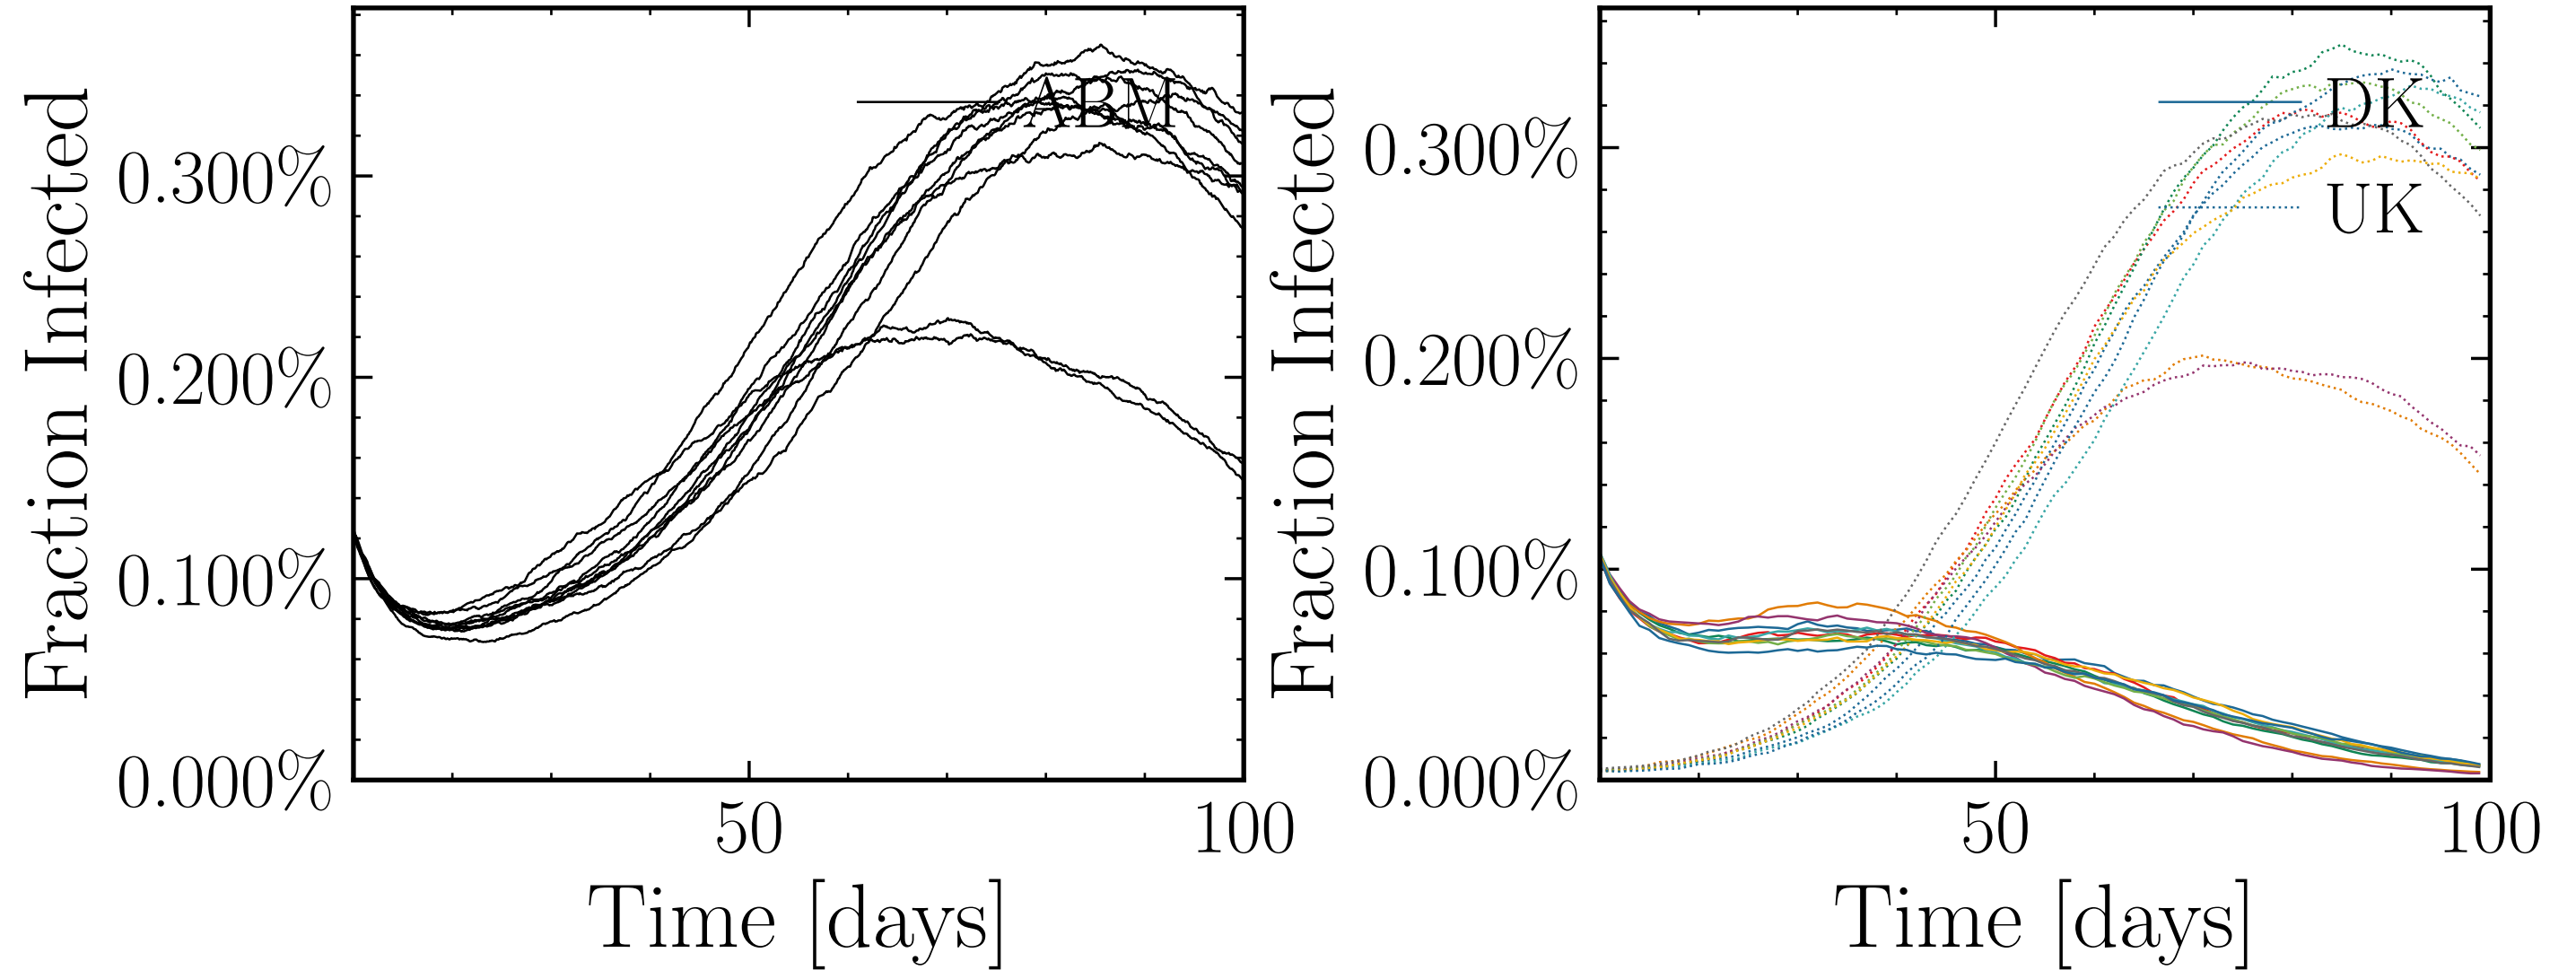 Fraction Infected
0.300%
0.200%
0.100%
0.000%
50
100
Time [days]
ABM
Fraction Infected
0.300%
0.200%
0.100%
0.000%
50
100
Time [days]
DK
UK